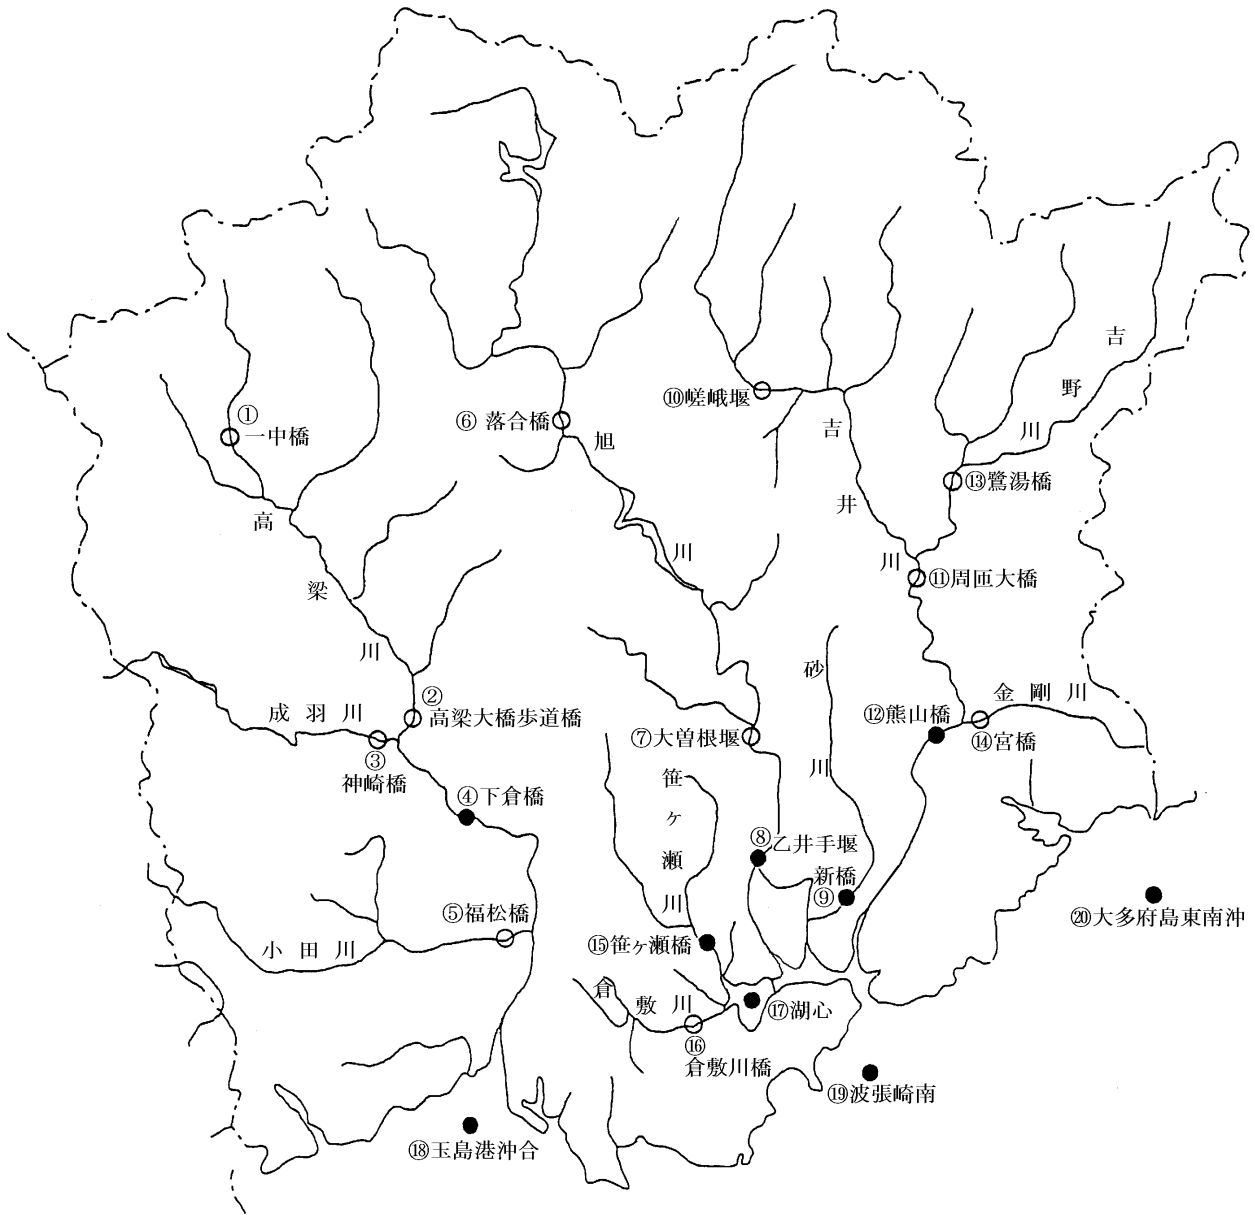 ①
一中橋
⑥ 落合橋
⑩嵯峨堰
吉野川
旭川
吉井川
⑬鷺湯橋
高梁川
⑪周匝大橋
②
高梁大橋歩道橋
成羽川
③
神崎橋
④下倉橋
砂川
金剛川
⑫熊山橋
⑭宮橋
⑦大曽根堰
笹ヶ瀬川
⑧乙井手堰
新橋
⑨
⑤福松橋
小田川
⑮笹ヶ瀬橋
⑳大多府島東南沖
倉敷川
⑰湖心
⑯
倉敷川橋
⑲波張崎南
⑱玉島港沖合